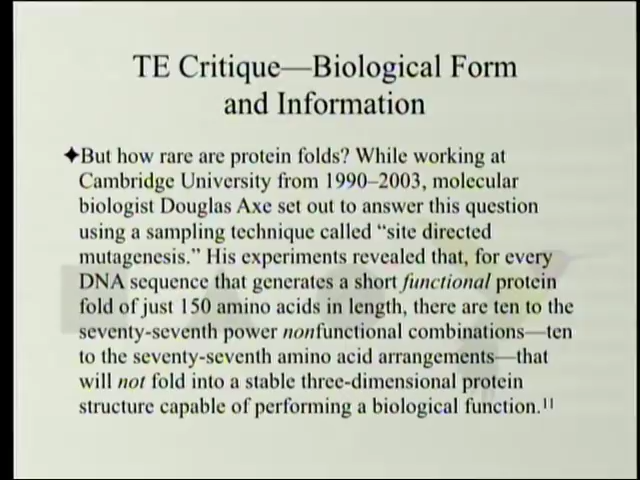 TE Critique—Biological Form
and Information
✦But how rare are protein folds? While working at
Cambridge University from 1990–2003, molecular
biologist Douglas Axe set out to answer this question
using a sampling technique called “site directed
mutagenesis.” His experiments revealed that, for every
DNA sequence that generates a short functional protein
fold of just 150 amino acids in length, there are ten to the
seventy-seventh power nonfunctional combinations—ten
to the seventy-seventh amino acid arrangements—that
will not fold into a stable three-dimensional protein
structure capable of performing a biological function.¹¹